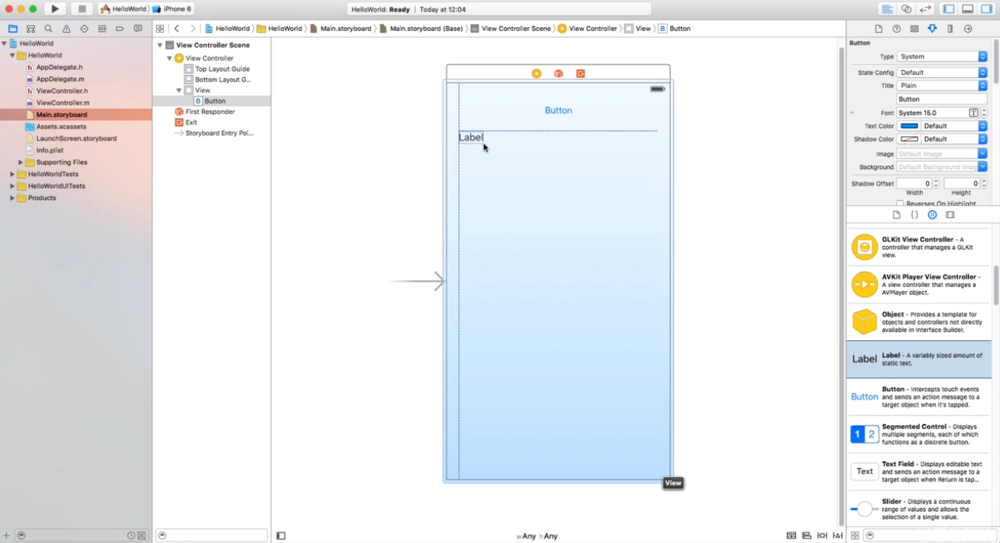 HelloWorld
iPhone 6
HelloWorld: Ready
Today at 12:04
HelloWorld
HelloWorld
Main.storyboard
Main.storyboard (Base)
View Controller Scene
View Controller
View
B Button
HelloWorld
HelloWorld
h AppDelegate.h
m AppDelegate.m
h ViewController.h
m ViewController.m
Main.storyboard
Assets.xcassets
LaunchScreen.storyboard
Info.plist
Supporting Files
HelloWorldTests
HelloWorldUITests
Products
View Controller Scene
View Controller
Top Layout Guide
Bottom Layout G...
View
B Button
First Responder
Exit
Storyboard Entry Poi...
Button
Label
View
wAny hAny
Button
Type System
State Config Default
Title Plain
Button
Font System 15.0 T
Text Color Default
Shadow Color Default
Image Default Image
Background Default Background Imag
Shadow Offset 0 0
Width Height
Reverses On Highlight
GLKit View Controller - A
controller that manages a GLKit
view.
AVKit Player View Controller -
A view controller that manages a
AVPlayer object.
Object - Provides a template for
objects and controllers not directly
available in Interface Builder.
Label
Label - A variably sized amount of
static text.
Button
Button - Intercepts touch events
and sends an action message to a
target object when it's tapped.
1 2
Segmented Control - Displays
multiple segments, each of which
functions as a discrete button.
Text
Text Field - Displays editable text
and sends an action message to a
target object when Return is tap...
Slider - Displays a continuous
range of values and allows the
selection of a single value.